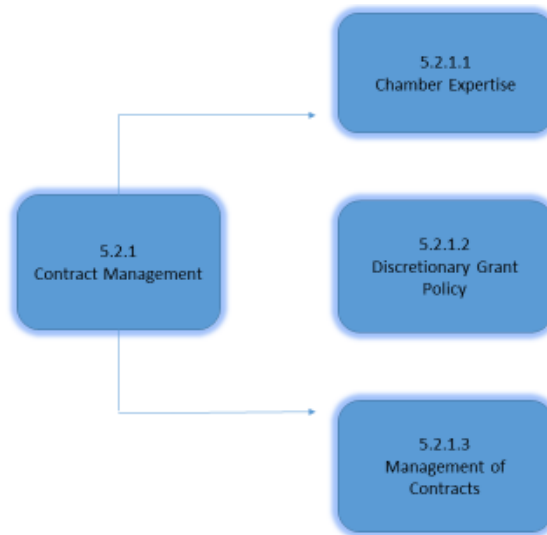 5.2.1.1
Chamber Expertise
5.2.1
Contract Management
5.2.1.2
Discretionary Grant
Policy
5.2.1.3
Management of
Contracts